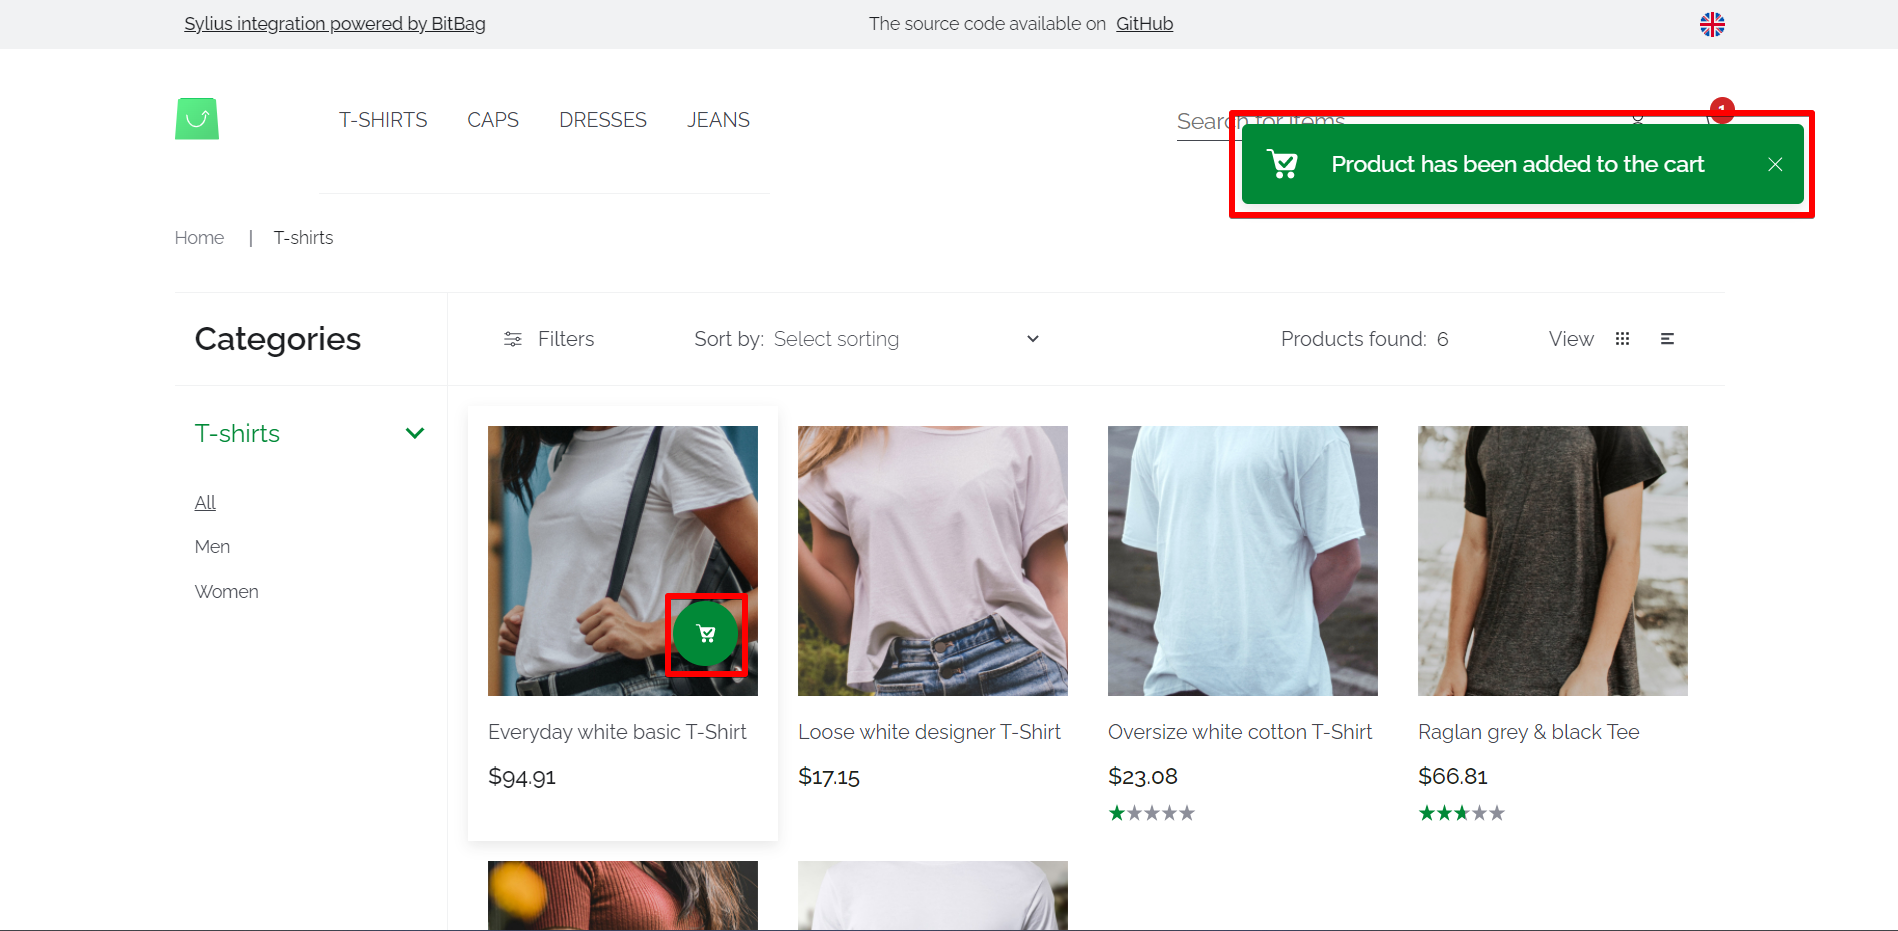 Sylius integration powered by BitBag
The source code available on GitHub
T-SHIRTS CAPS DRESSES JEANS
Search for items
1
Product has been added to the cart
Home | T-shirts
Categories
Filters
Sort by: Select sorting
Products found: 6
View
T-shirts
All
Men
Women
Everyday white basic T-Shirt
$94.91
Loose white designer T-Shirt
$17.15
Oversize white cotton T-Shirt
$23.08
Raglan grey & black Tee
$66.81